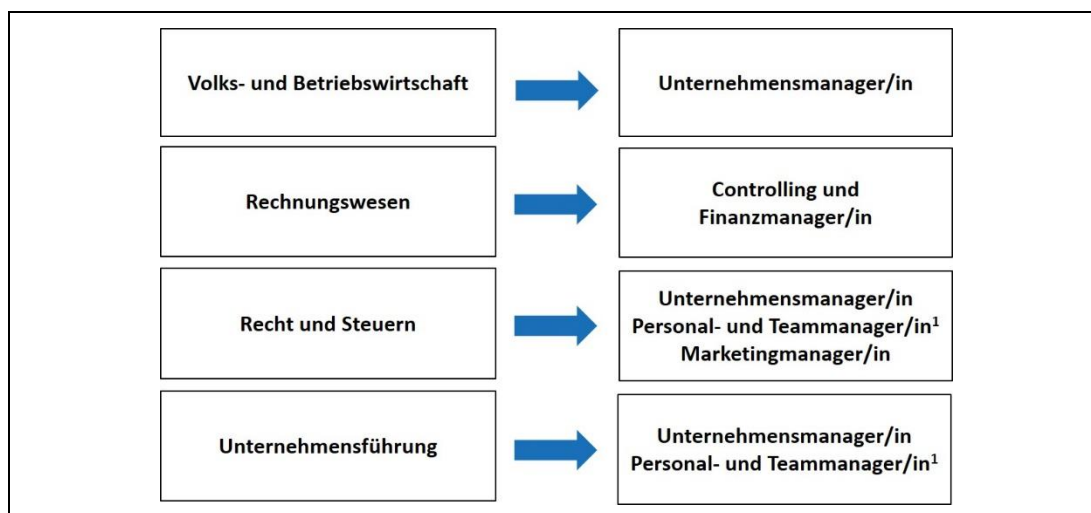 Volks- und Betriebswirtschaft
Unternehmensmanager/in
Rechnungswesen
Controlling und
Finanzmanager/in
Recht und Steuern
Unternehmensmanager/in
Personal- und Teammanager/in¹
Marketingmanager/in
Unternehmensführung
Unternehmensmanager/in
Personal- und Teammanager/in¹